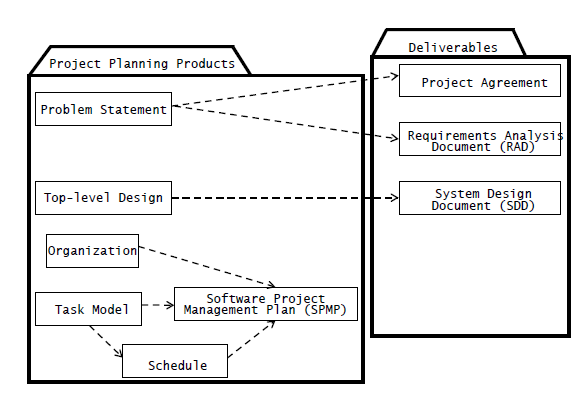 Project Planning Products
Problem Statement
Top-level Design
Organization
Task Model
Software Project
Management Plan (SPMP)
Schedule
Deliverables
Project Agreement
Requirements Analysis
Document (RAD)
System Design
Document (SDD)